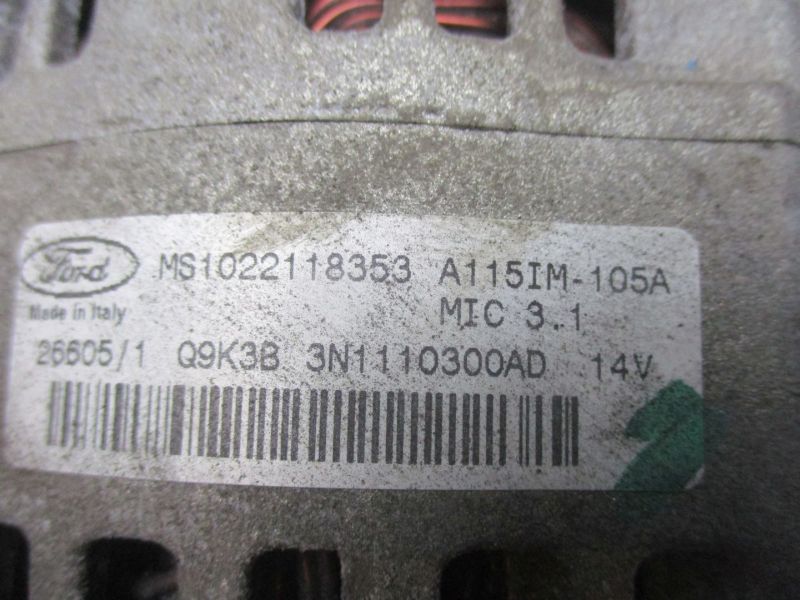 Ford MS1022118353 A115IM-105A
Made in Italy MIC 3.1
26605/1 Q9K3B 3N1110300AD 14V